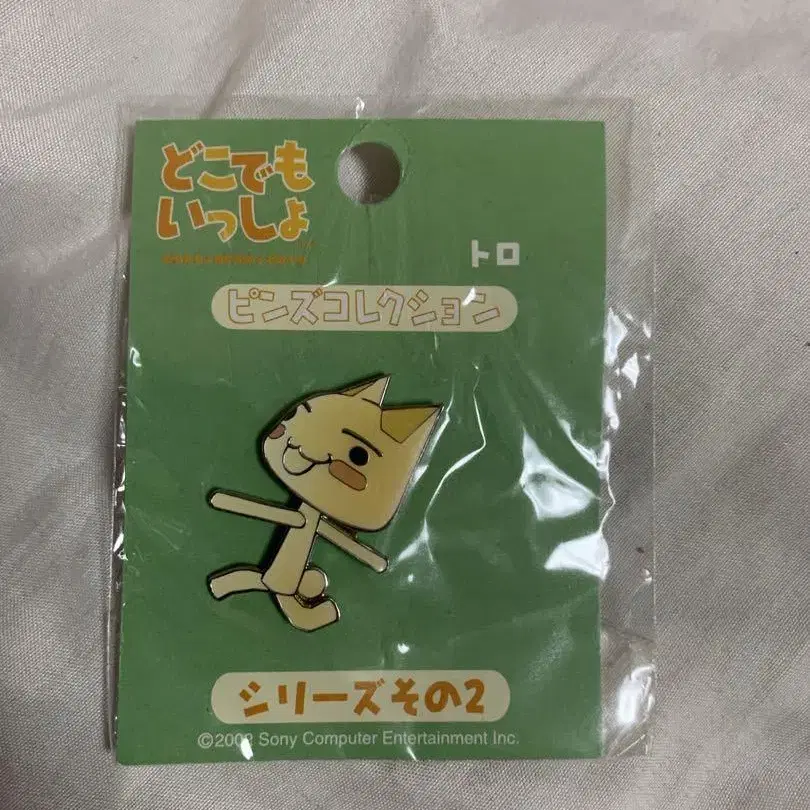 どこでも
いっしょ
トロ
ピンズコレクション
シリーズその2
©2002 Sony Computer Entertainment Inc.